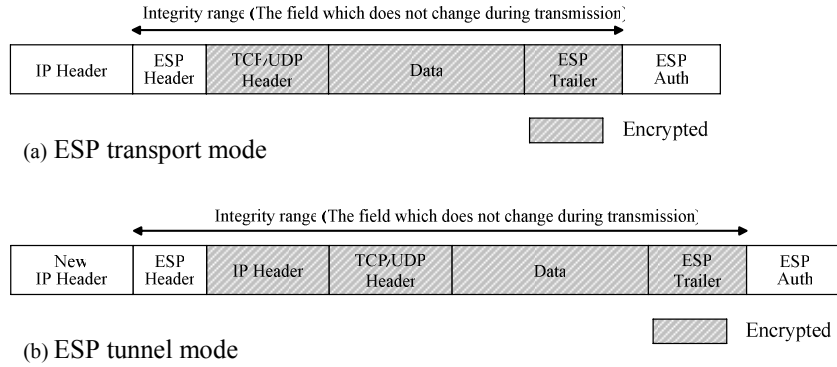 Integrity range (The field which does not change during transmission)
IP Header
ESP
Header
TCP/UDP
Header
Data
ESP
Trailer
ESP
Auth
Encrypted
(a) ESP transport mode
Integrity range (The field which does not change during transmission)
New
IP Header
ESP
Header
IP Header
TCP/UDP
Header
Data
ESP
Trailer
ESP
Auth
Encrypted
(b) ESP tunnel mode